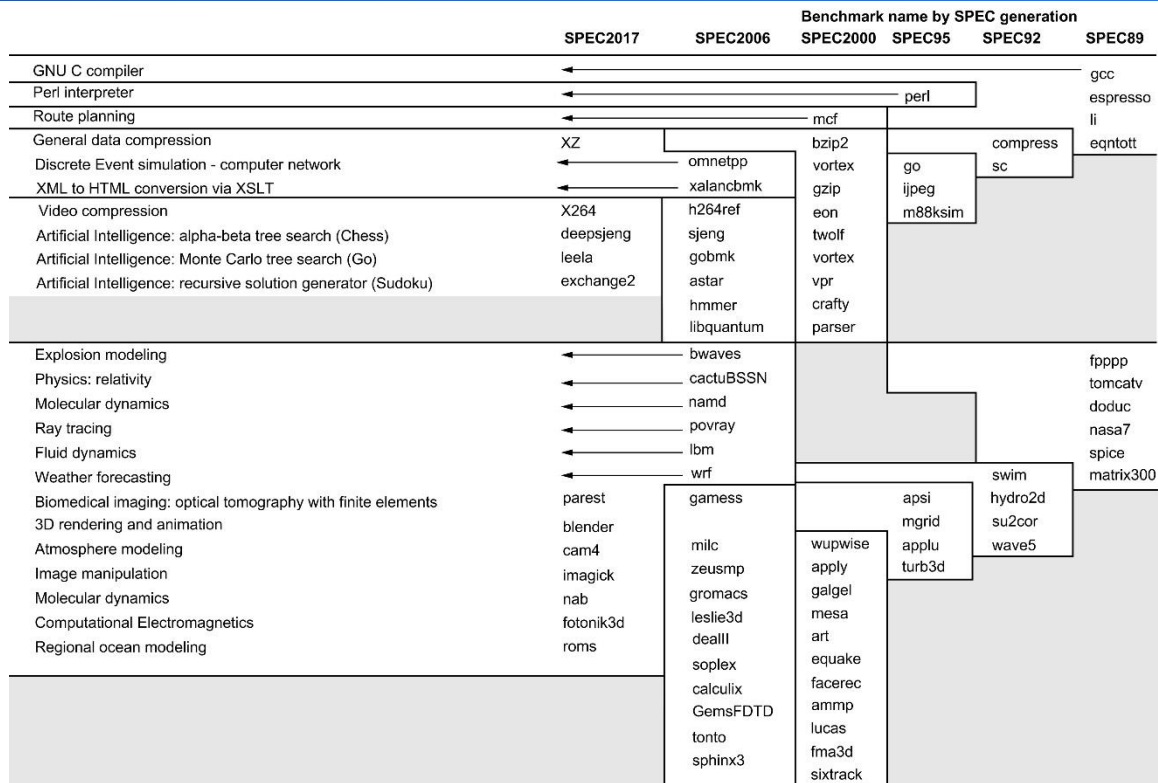 Benchmark name by SPEC generation
SPEC2017 SPEC2006 SPEC2000 SPEC95 SPEC92 SPEC89
GNU C compiler gcc
Perl interpreter perl espresso
Route planning mcf li
General data compression XZ bzip2 compress eqntott
Discrete Event simulation - computer network omnetpp vortex go sc
XML to HTML conversion via XSLT xalancbmk gzip ijpeg
Video compression X264 h264ref eon m88ksim
Artificial Intelligence: alpha-beta tree search (Chess) deepsjeng sjeng twolf
Artificial Intelligence: Monte Carlo tree search (Go) leela gobmk vortex
Artificial Intelligence: recursive solution generator (Sudoku) exchange2 astar vpr
hmmer crafty
libquantum parser
Explosion modeling bwaves fpppp
Physics: relativity cactuBSSN tomcatv
Molecular dynamics namd doduc
Ray tracing povray nasa7
Fluid dynamics lbm spice
Weather forecasting wrf swim matrix300
Biomedical imaging: optical tomography with finite elements parest gamess apsi hydro2d
3D rendering and animation blender mgrid su2cor
Atmosphere modeling cam4 milc wupwise applu wave5
Image manipulation imagick zeusmp apply turb3d
Molecular dynamics nab gromacs galgel
Computational Electromagnetics fotonik3d leslie3d mesa
Regional ocean modeling roms dealII art
soplex equake
calculix facerec
GemsFDTD ammp
tonto lucas
sphinx3 fma3d
sixtrack